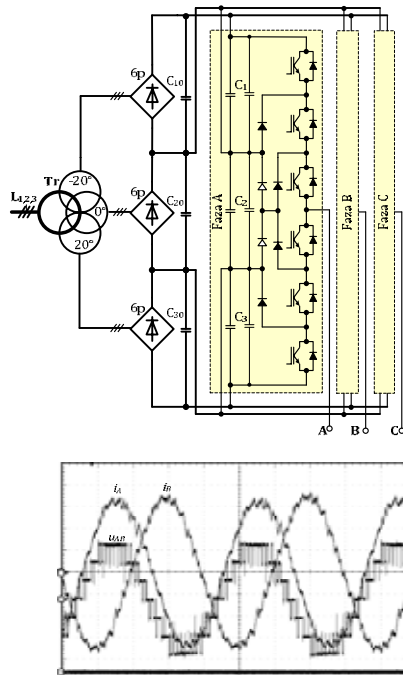 6p
C10
C1
Tr
-20°
L1,2,3
0°
20°
6p
C20
C2
6p
C30
C3
Faza A
Faza B
Faza C
A
B
C
iA
iB
uAB